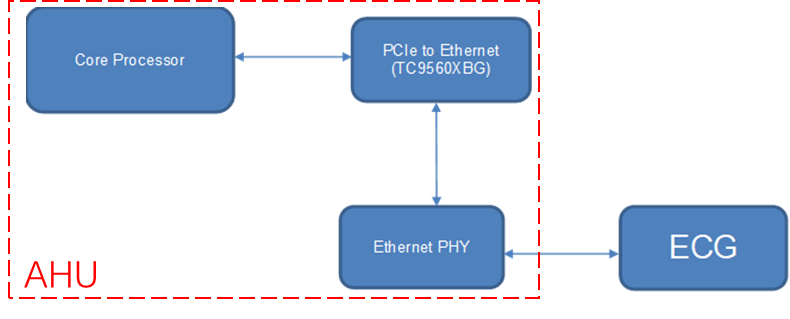 Core Processor
PCIe to Ethernet
(TC9560XBG)
Ethernet PHY
ECG
AHU